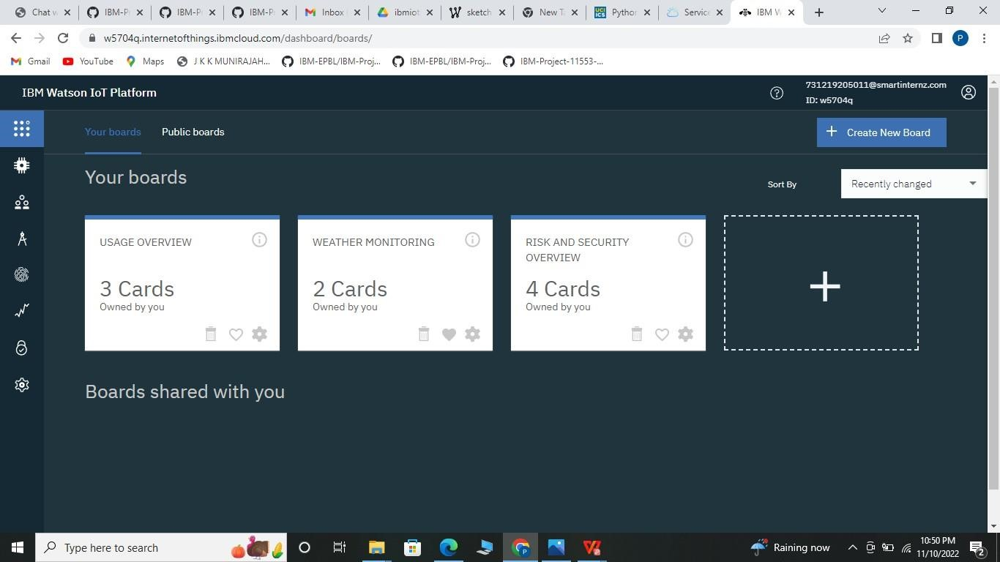 Chat w
IBM-P
IBM-P
IBM-P
Inbox
ibmiot
sketch
New T
Python
Service
IBM W
w5704q.internetofthings.ibmcloud.com/dashboard/boards/
P
Gmail
YouTube
Maps
J K K MUNIRAJAH...
IBM-EPBL/IBM-Proj...
IBM-EPBL/IBM-Proj...
IBM-Project-11553-...
IBM Watson IoT Platform
731219205011@smartinternz.com
ID: w5704q
Your boards
Public boards
Create New Board
Your boards
Sort By
Recently changed
USAGE OVERVIEW
3 Cards
Owned by you
WEATHER MONITORING
2 Cards
Owned by you
RISK AND SECURITY
OVERVIEW
4 Cards
Owned by you
Boards shared with you
Type here to search
Raining now
10:50 PM
11/10/2022
2